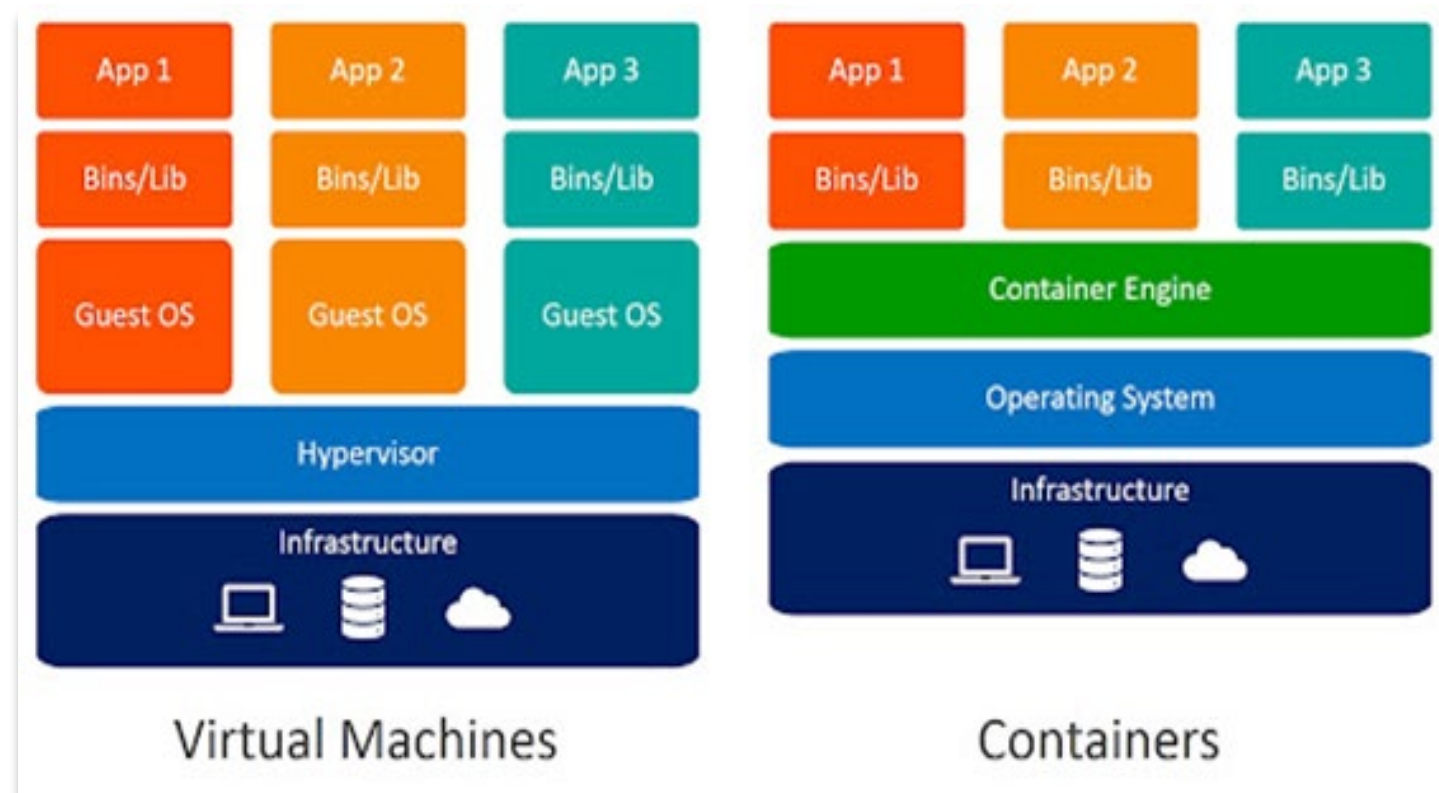 App 1
App 2
App 3
Bins/Lib
Bins/Lib
Bins/Lib
Guest OS
Guest OS
Guest OS
Hypervisor
Infrastructure
Virtual Machines
App 1
App 2
App 3
Bins/Lib
Bins/Lib
Bins/Lib
Container Engine
Operating System
Infrastructure
Containers